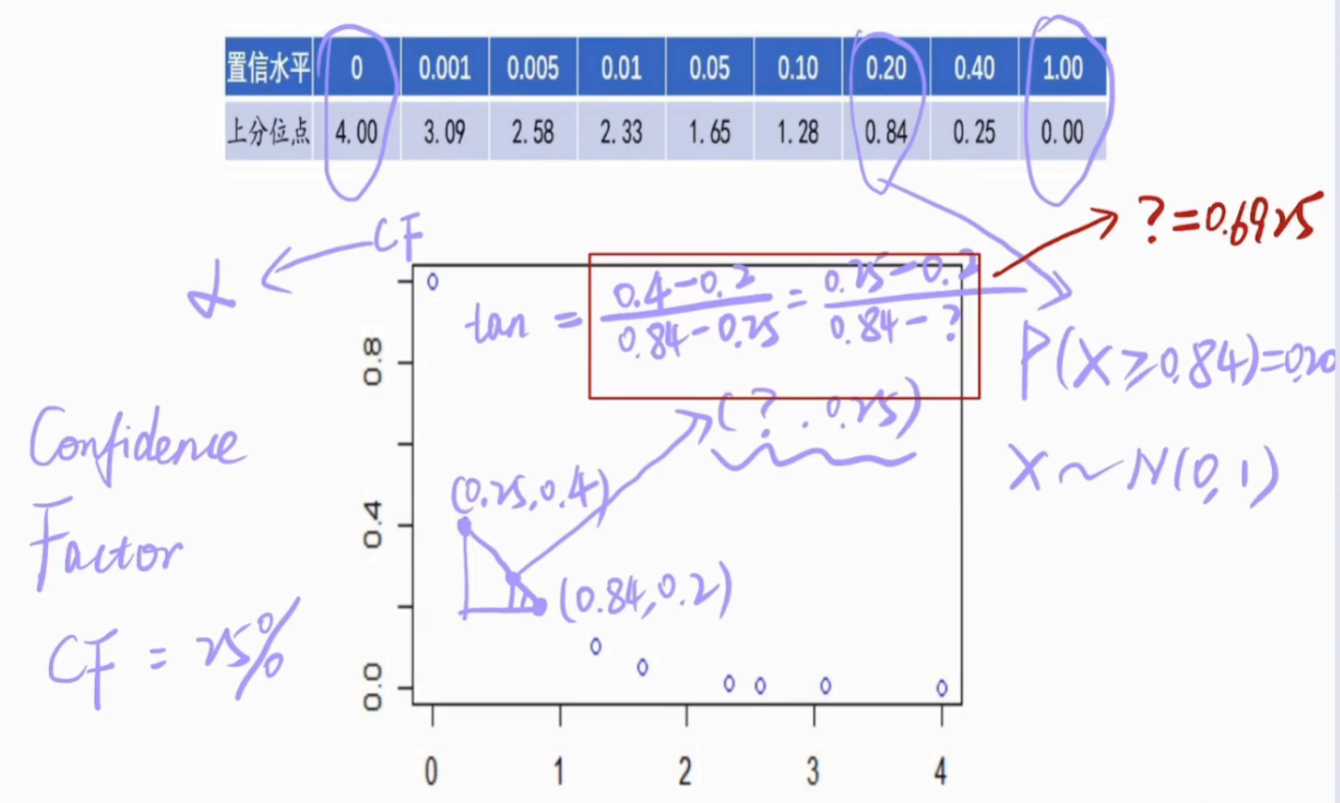 置信水平 0 0.001 0.005 0.01 0.05 0.10 0.20 0.40 1.00
上分位点 4.00 3.09 2.58 2.33 1.65 1.28 0.84 0.25 0.00
? = 0.6925
α ← CF
tan = (0.4-0.2)/(0.84-0.25) = (0.25-0.2)/(0.84-?)
P(X ≥ 0.84) = 0.20
X ~ N(0,1)
(?, 0.25)
(0.25, 0.4)
(0.84, 0.2)
Confidence
Factor
CF = 25%
0.8
0.4
0.0
0 1 2 3 4